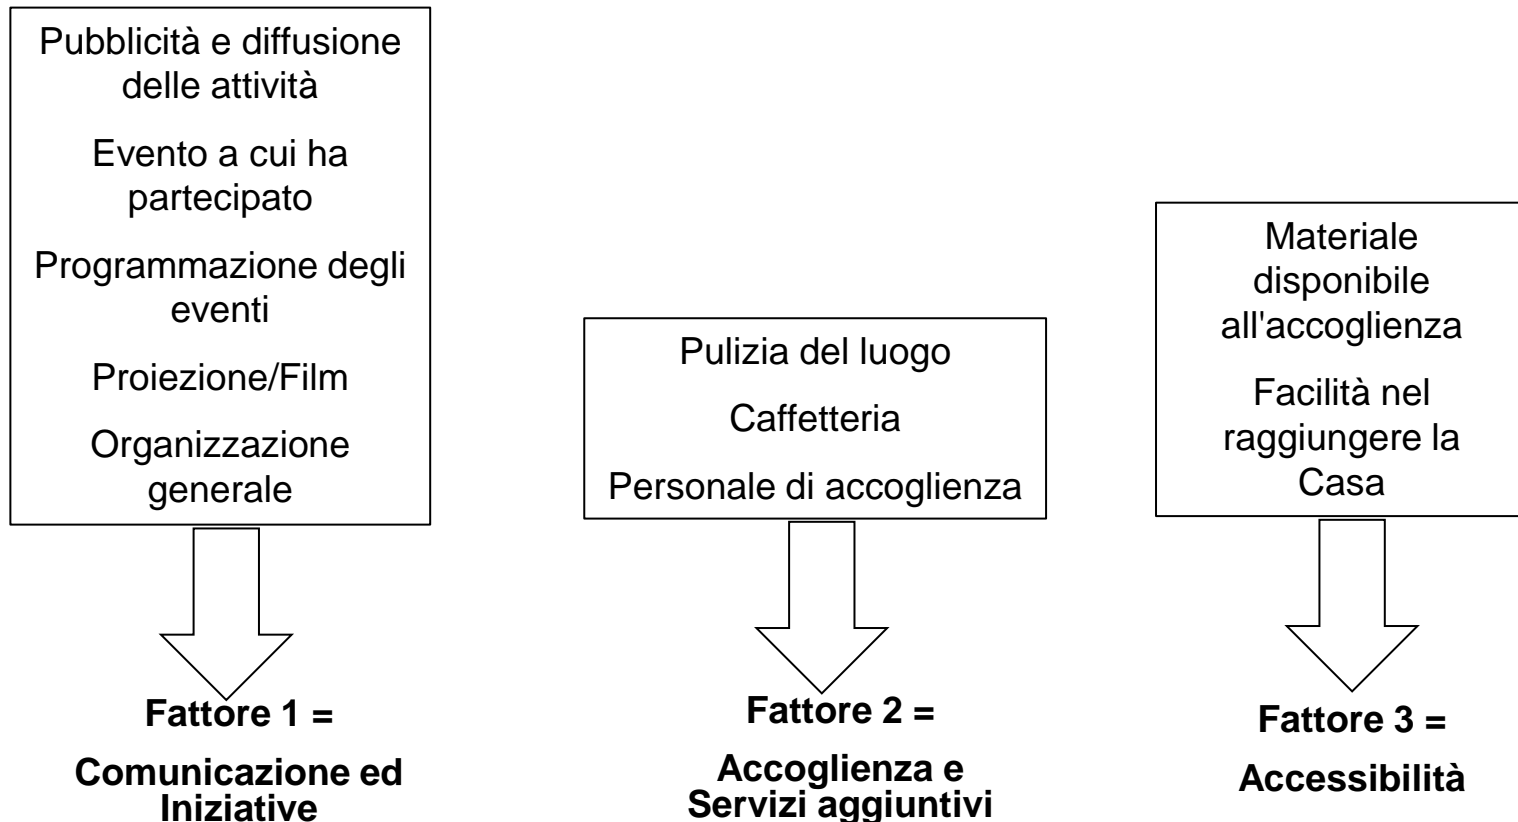 Pubblicità e diffusione
delle attività
Evento a cui ha
partecipato
Programmazione degli
eventi
Proiezione/Film
Organizzazione
generale
Fattore 1 =
Comunicazione ed
Iniziative
Pulizia del luogo
Caffetteria
Personale di accoglienza
Fattore 2 =
Accoglienza e
Servizi aggiuntivi
Materiale
disponibile
all'accoglienza
Facilità nel
raggiungere la
Casa
Fattore 3 =
Accessibilità